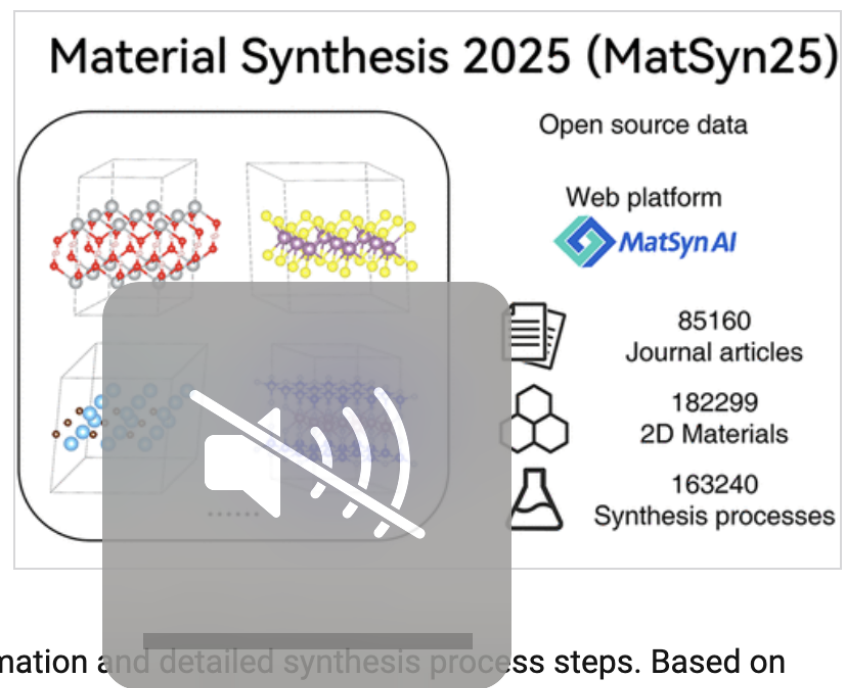 Material Synthesis 2025 (MatSyn25)
Open source data
Web platform
MatSyn AI
85160
Journal articles
182299
2D Materials
163240
Synthesis processes
mation and detailed synthesis process steps. Based on